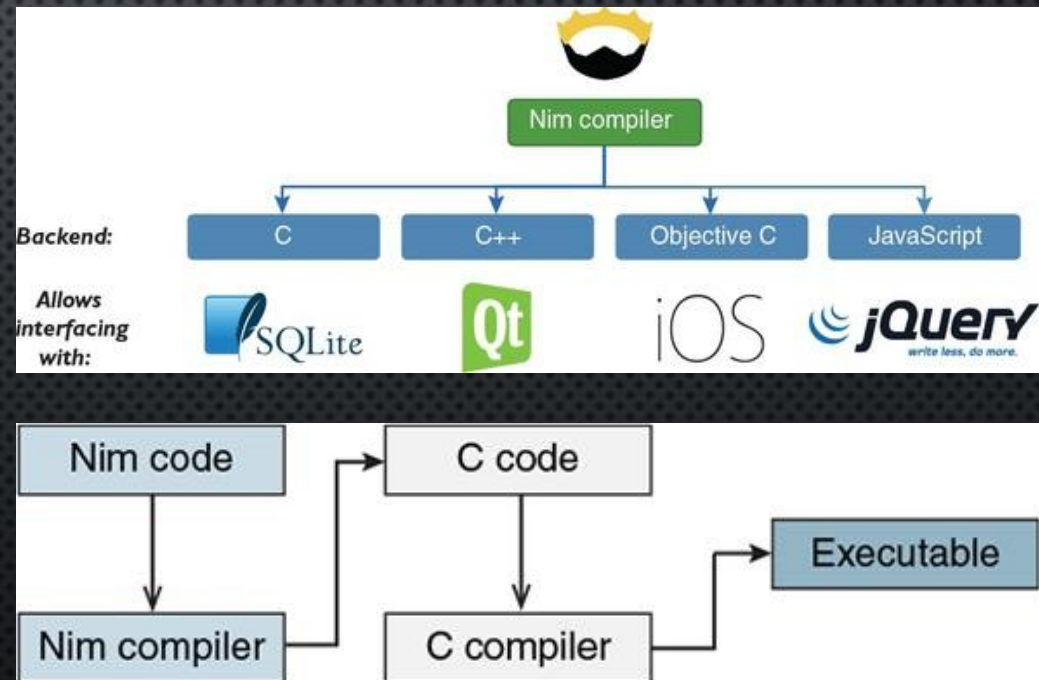 Nim compiler
Backend: C C++ Objective C JavaScript
Allows
interfacing
with:
SQLite Qt iOS jQuery
write less, do more.
Nim code C code
Executable
Nim compiler C compiler